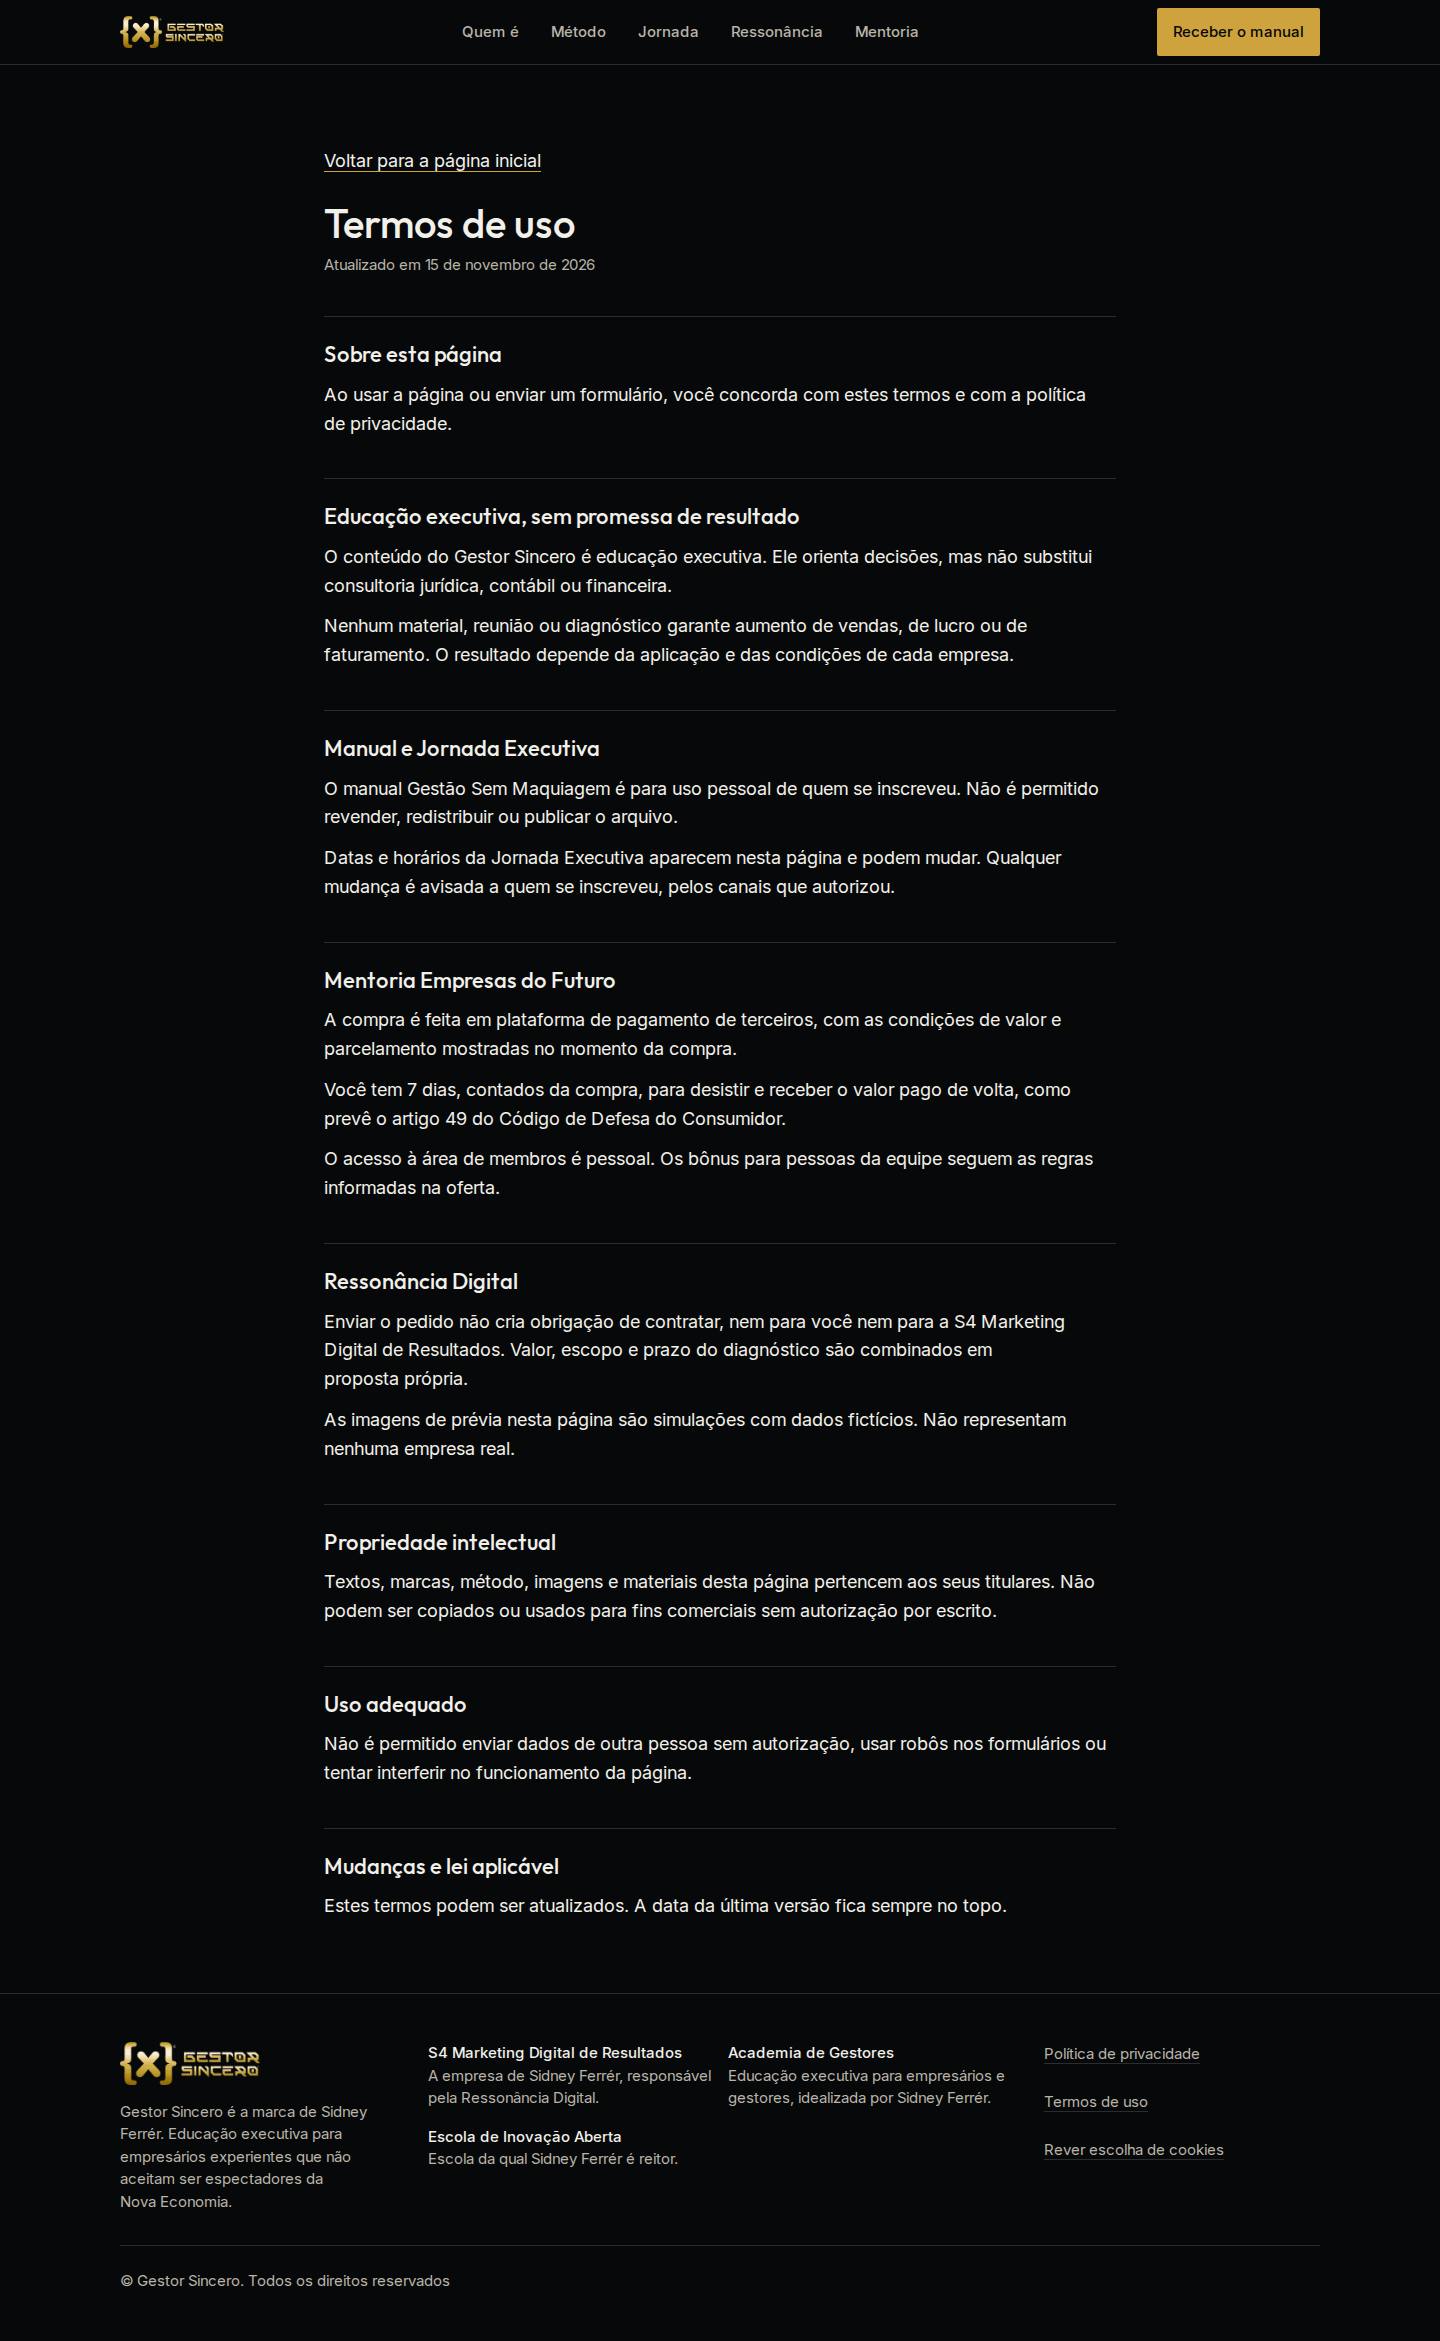 GESTOR
SINCERO
Quem é
Método
Jornada
Ressonância
Mentoria
Receber o manual
Voltar para a página inicial
Termos de uso
Atualizado em 15 de novembro de 2026
Sobre esta página
Ao usar a página ou enviar um formulário, você concorda com estes termos e com a política
de privacidade.
Educação executiva, sem promessa de resultado
O conteúdo do Gestor Sincero é educação executiva. Ele orienta decisões, mas não substitui
consultoria jurídica, contábil ou financeira.
Nenhum material, reunião ou diagnóstico garante aumento de vendas, de lucro ou de
faturamento. O resultado depende da aplicação e das condições de cada empresa.
Manual e Jornada Executiva
O manual Gestão Sem Maquiagem é para uso pessoal de quem se inscreveu. Não é permitido
revender, redistribuir ou publicar o arquivo.
Datas e horários da Jornada Executiva aparecem nesta página e podem mudar. Qualquer
mudança é avisada a quem se inscreveu, pelos canais que autorizou.
Mentoria Empresas do Futuro
A compra é feita em plataforma de pagamento de terceiros, com as condições de valor e
parcelamento mostradas no momento da compra.
Você tem 7 dias, contados da compra, para desistir e receber o valor pago de volta, como
prevê o artigo 49 do Código de Defesa do Consumidor.
O acesso à área de membros é pessoal. Os bônus para pessoas da equipe seguem as regras
informadas na oferta.
Ressonância Digital
Enviar o pedido não cria obrigação de contratar, nem para você nem para a S4 Marketing
Digital de Resultados. Valor, escopo e prazo do diagnóstico são combinados em
proposta própria.
As imagens de prévia nesta página são simulações com dados fictícios. Não representam
nenhuma empresa real.
Propriedade intelectual
Textos, marcas, método, imagens e materiais desta página pertencem aos seus titulares. Não
podem ser copiados ou usados para fins comerciais sem autorização por escrito.
Uso adequado
Não é permitido enviar dados de outra pessoa sem autorização, usar robôs nos formulários ou
tentar interferir no funcionamento da página.
Mudanças e lei aplicável
Estes termos podem ser atualizados. A data da última versão fica sempre no topo.
GESTOR
SINCERO
Gestor Sincero é a marca de Sidney
Ferrér. Educação executiva para
empresários experientes que não
aceitam ser espectadores da
Nova Economia.
S4 Marketing Digital de Resultados
A empresa de Sidney Ferrér, responsável
pela Ressonância Digital.
Escola de Inovação Aberta
Escola da qual Sidney Ferrér é reitor.
Academia de Gestores
Educação executiva para empresários e
gestores, idealizada por Sidney Ferrér.
Política de privacidade
Termos de uso
Rever escolha de cookies
© Gestor Sincero. Todos os direitos reservados